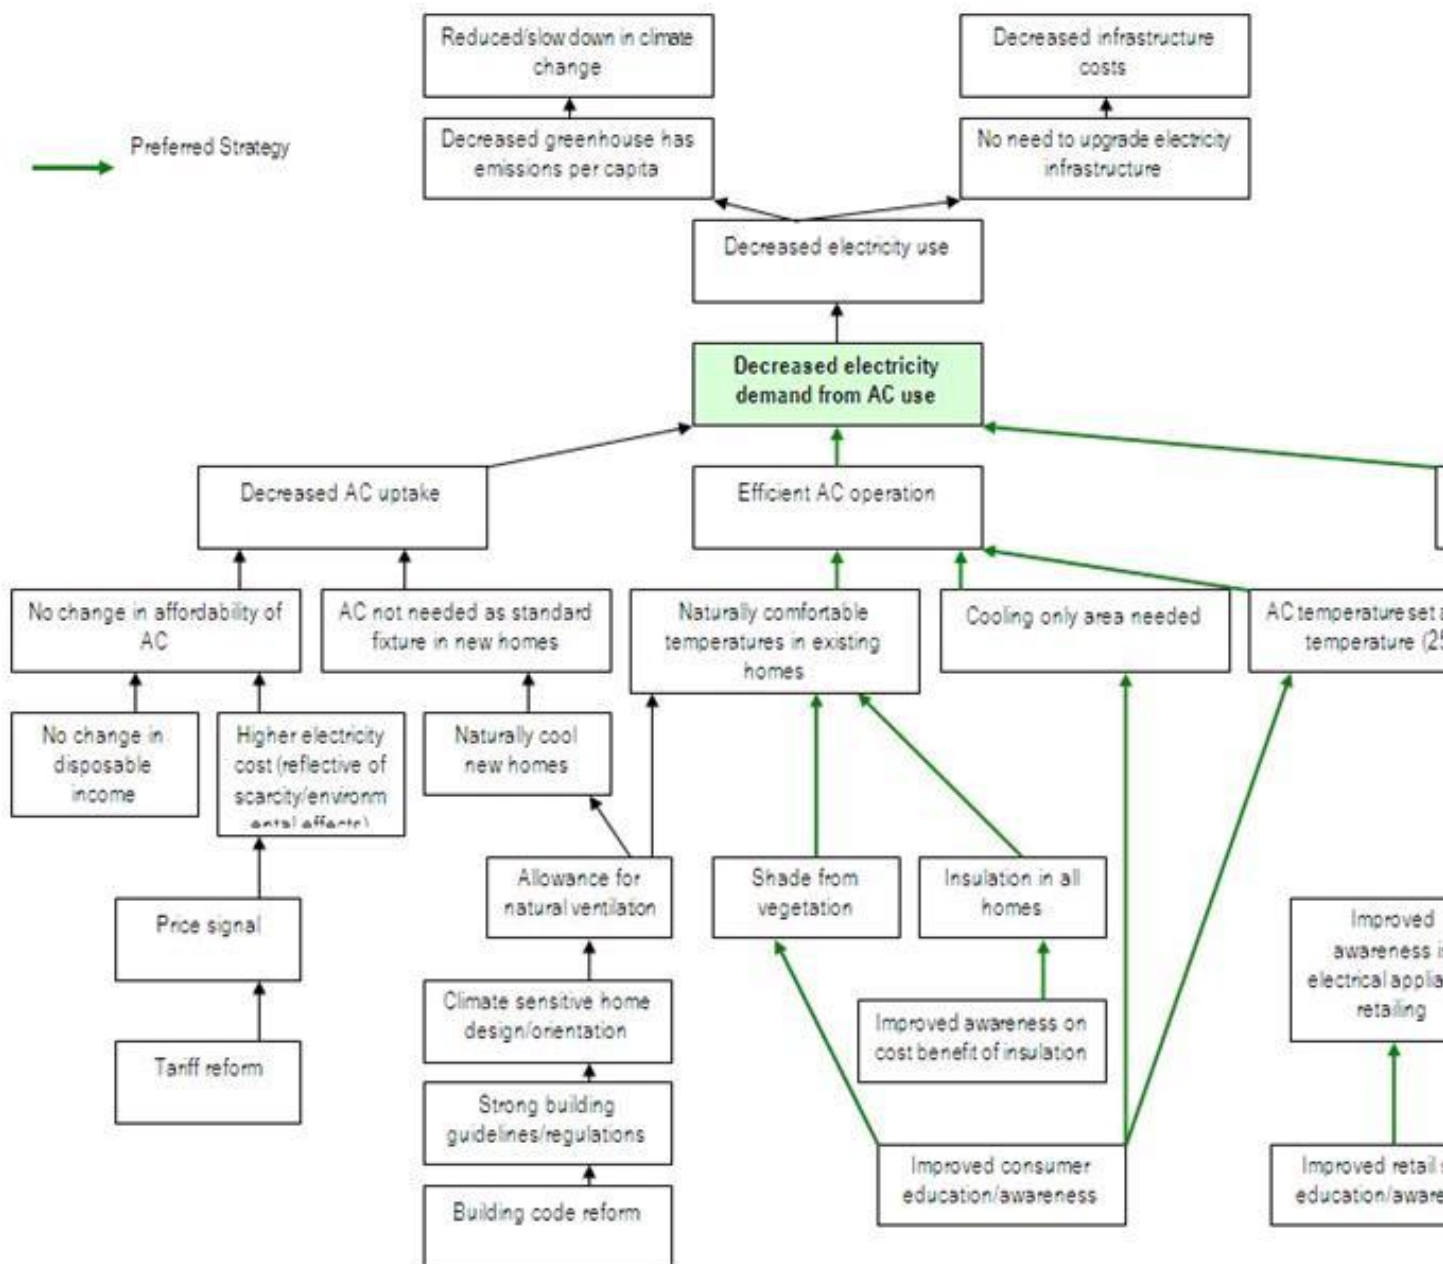 Reduced/slow down in climate
change
Decreased infrastructure
costs
Preferred Strategy
Decreased greenhouse has
emissions per capita
No need to upgrade electricity
infrastructure
Decreased electricity use
Decreased electricity
demand from AC use
Decreased AC uptake
Efficient AC operation
No change in affordability of
AC
AC not needed as standard
fixture in new homes
Naturally comfortable
temperatures in existing
homes
Cooling only area needed
AC temperature set
temperature (25
No change in
disposable
income
Higher electricity
cost (reflective of
scarcity/environm
ental effects)
Naturally cool
new homes
Allowance for
natural ventilation
Shade from
vegetation
Insulation in all
homes
Price signal
Improved
awareness
electrical
retailing
Climate sensitive home
design/orientation
Improved awareness on
cost benefit of insulation
Tariff reform
Strong building
guidelines/regulations
Improved consumer
education/awareness
Improved retail
Building code reform